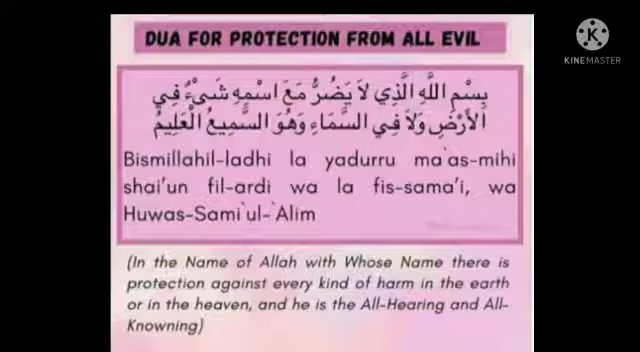 DUA FOR PROTECTION FROM ALL EVIL
K
KINEMASTER
بِسْمِ اللَّهِ الَّذِي لاَ يَضُرُّ مَعَ اسْمِهِ شَىْءٌ فِي
الأَرْضِ وَلاَ فِي السَّمَاءِ وَهُوَ السَّمِيعُ الْعَلِيمُ
Bismillahil-ladhi la yadurru ma`as-mihi
shai'un fil-ardi wa la fis-sama'i, wa
Huwas-Sami`ul-`Alim
(In the Name of Allah with Whose Name there is
protection against every kind of harm in the earth
or in the heaven, and he is the All-Hearing and All-
Knowing)